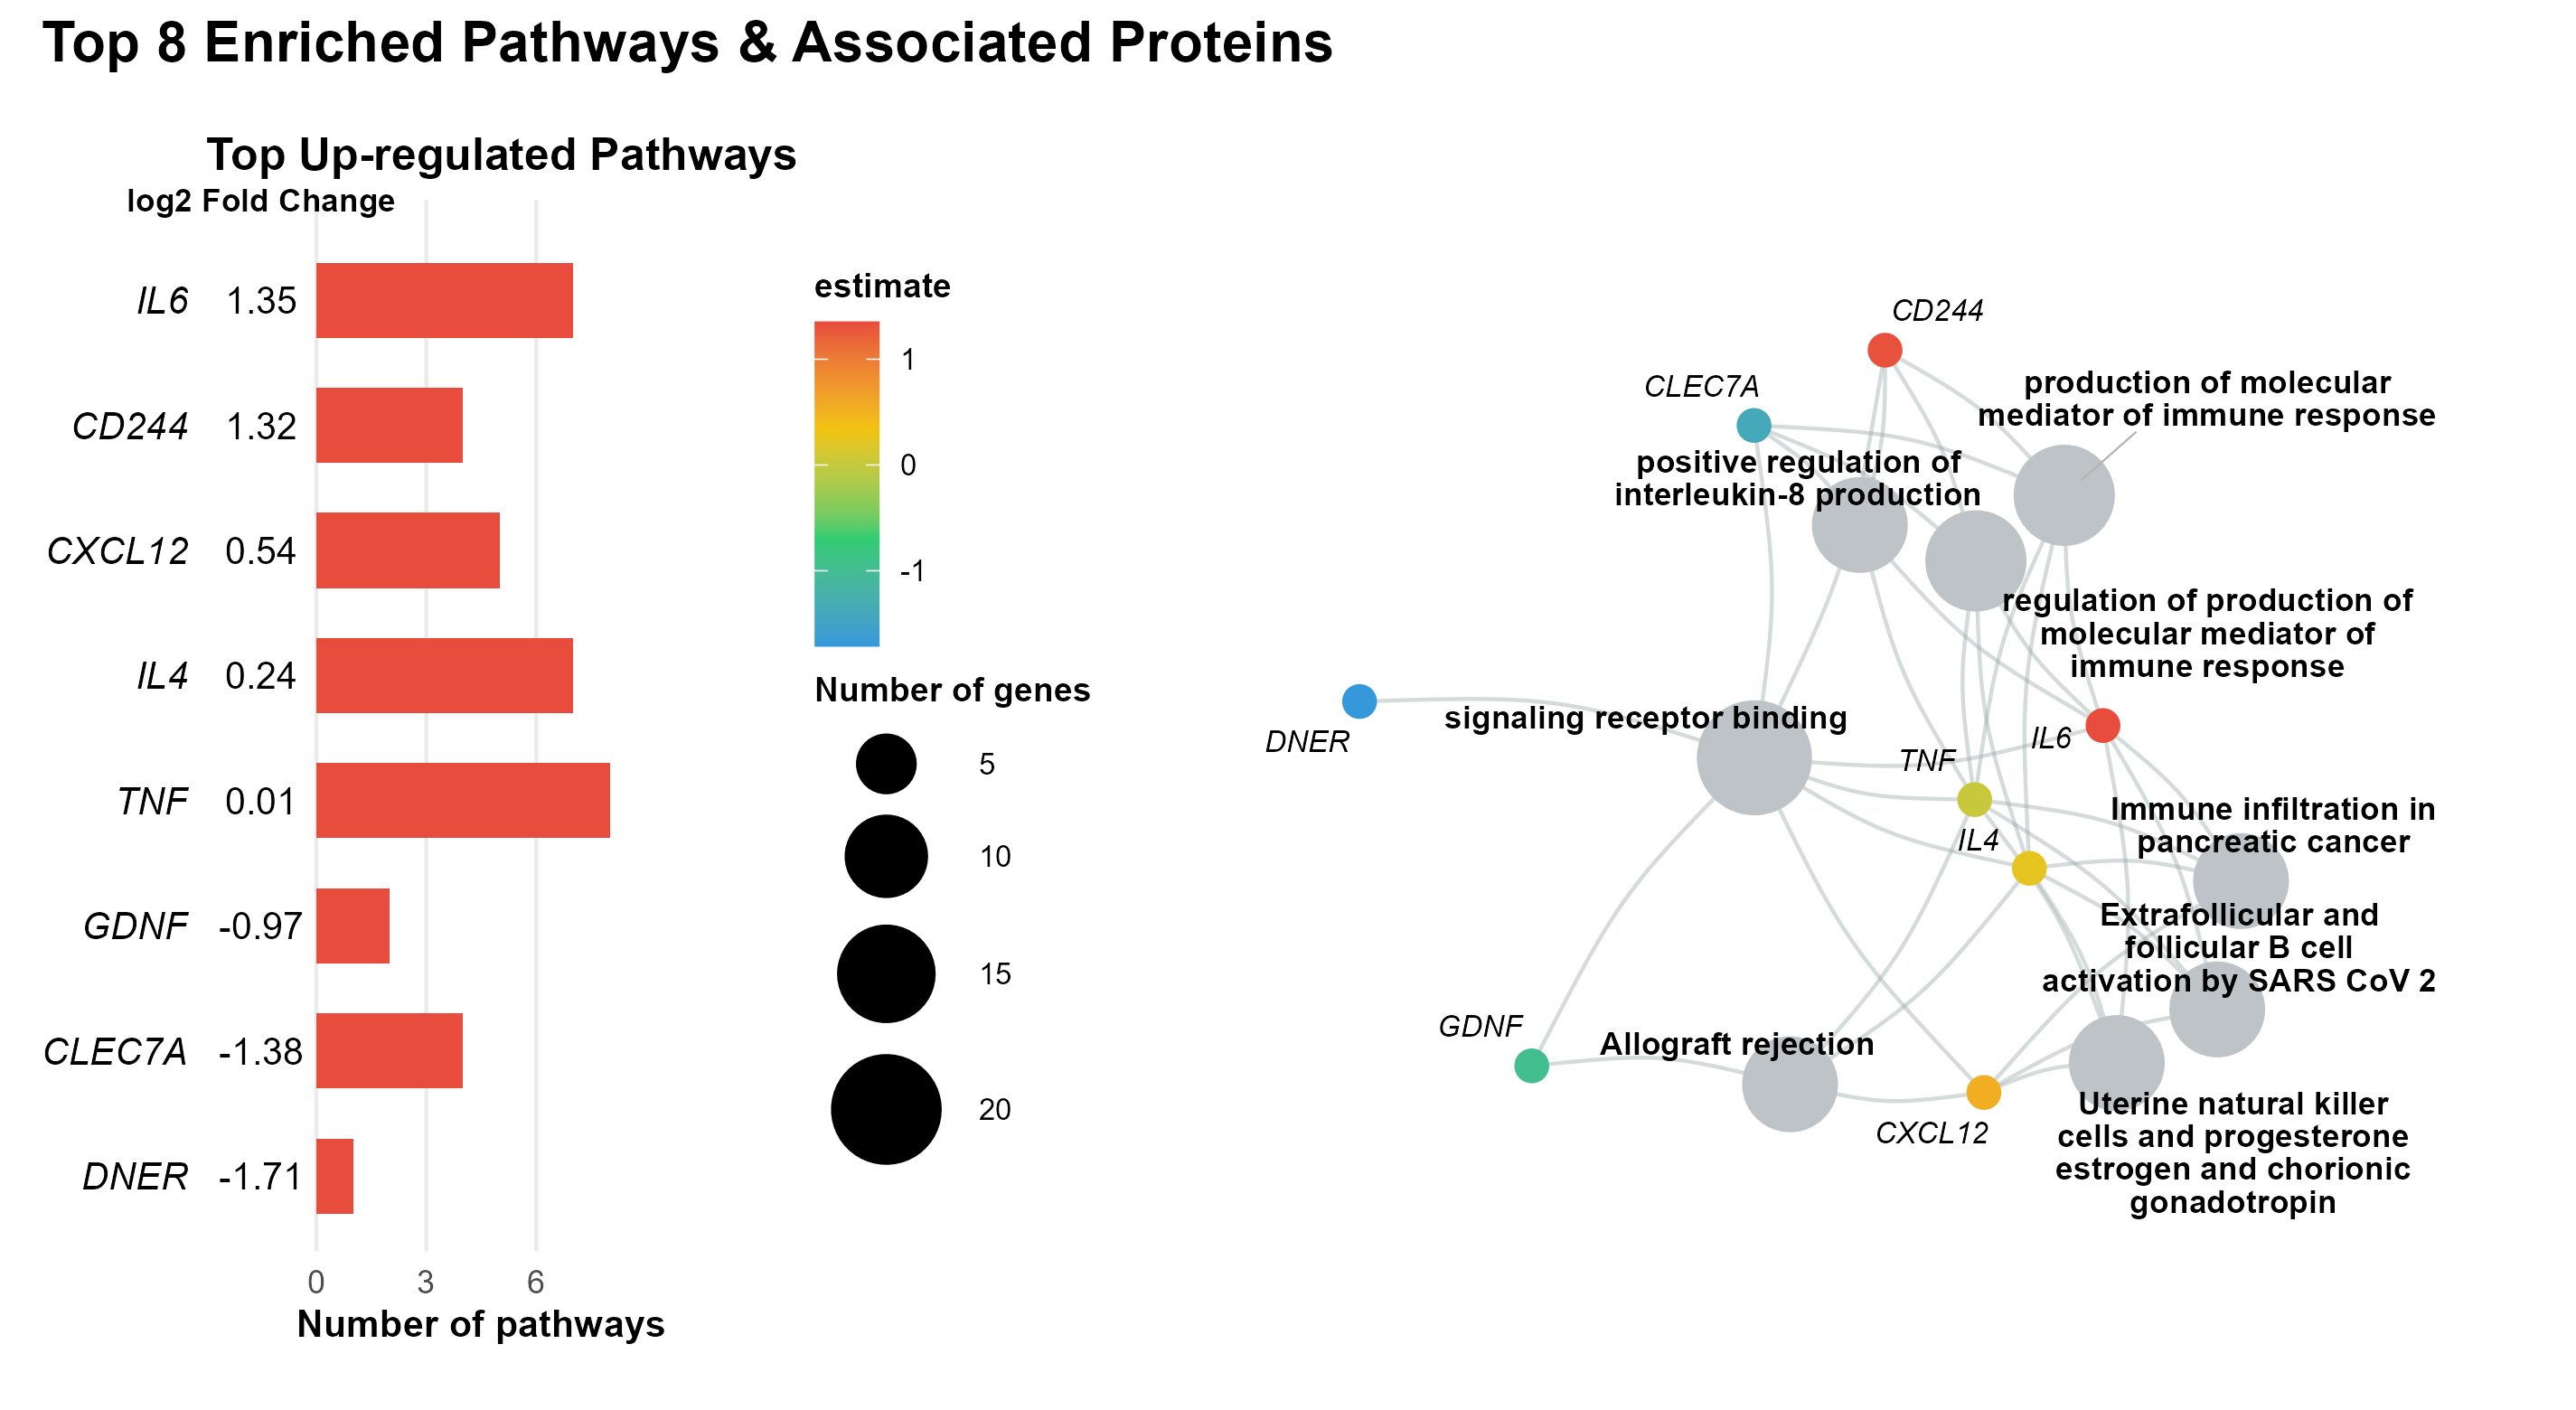 Top 8 Enriched Pathways & Associated Proteins
Top Up-regulated Pathways
log2 Fold Change
IL6 1.35
CD244 1.32
CXCL12 0.54
IL4 0.24
TNF 0.01
GDNF -0.97
CLEC7A -1.38
DNER -1.71
0 3 6
Number of pathways
estimate
1
0
-1
Number of genes
5
10
15
20
CD244
CLEC7A
production of molecular
mediator of immune response
positive regulation of
interleukin-8 production
regulation of production of
molecular mediator of
immune response
signaling receptor binding
DNER
TNF
IL6
IL4
Immune infiltration in
pancreatic cancer
Extrafollicular and
follicular B cell
activation by SARS CoV 2
GDNF
Allograft rejection
CXCL12
Uterine natural killer
cells and progesterone
estrogen and chorionic
gonadotropin